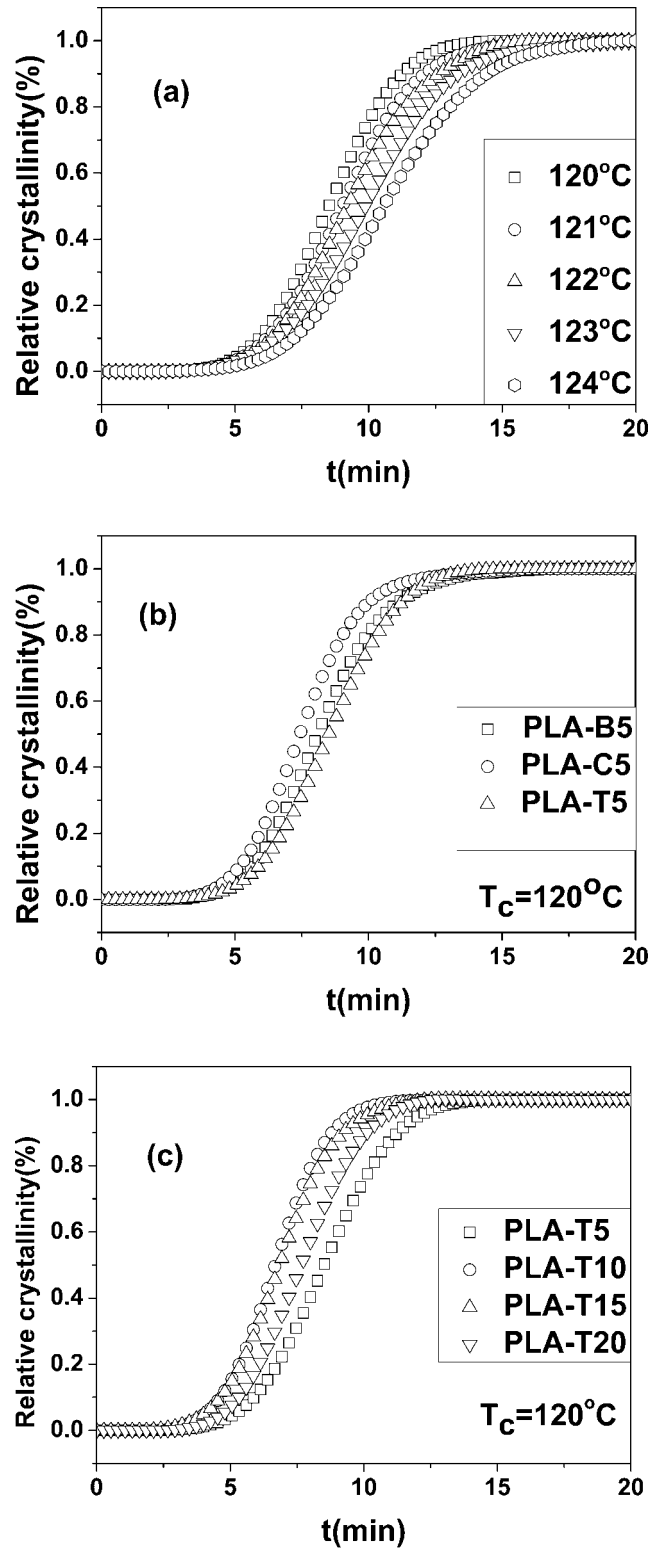 (a)
Relative crystallinity(%)
1.0
0.8
0.6
0.4
0.2
0.0
120°C
121°C
122°C
123°C
124°C
0 5 10 15 20
t(min)
(b)
Relative crystallinity(%)
1.0
0.8
0.6
0.4
0.2
0.0
PLA-B5
PLA-C5
PLA-T5
Tc=120°C
0 5 10 15 20
t(min)
(c)
Relative crystallinity(%)
1.0
0.8
0.6
0.4
0.2
0.0
PLA-T5
PLA-T10
PLA-T15
PLA-T20
Tc=120°C
0 5 10 15 20
t(min)